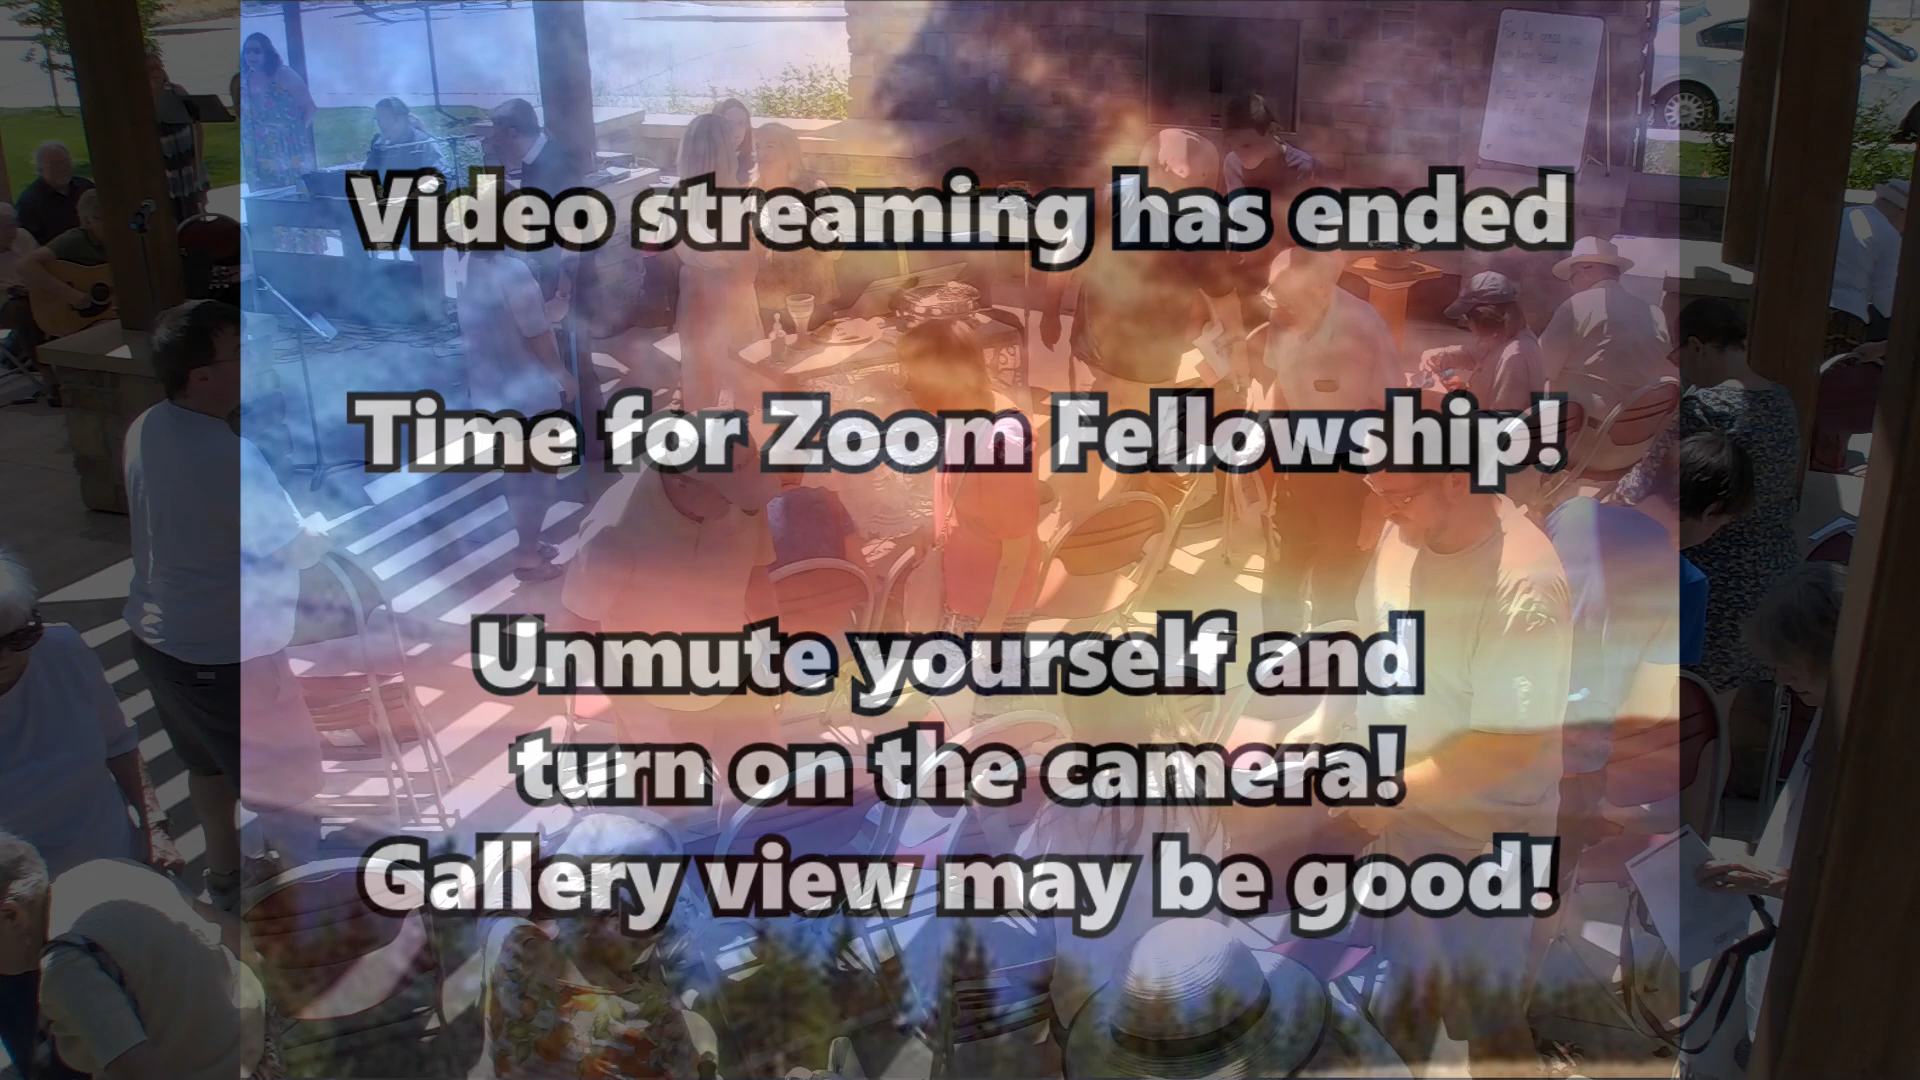 Video streaming has ended
Time for Zoom Fellowship!
Unmute yourself and
turn on the camera!
Gallery view may be good!